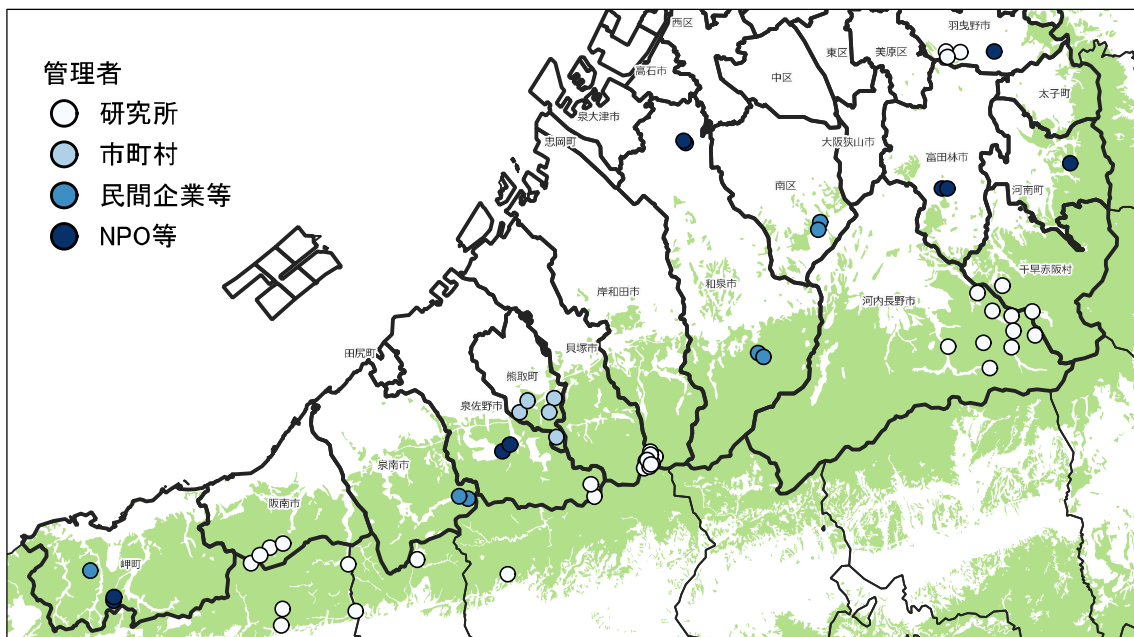 管理者
研究所
市町村
民間企業等
NPO等
西区
羽曳野市
東区
美原区
高石市
中区
太子町
泉大津市
忠岡町
大阪狭山市
富田林市
南区
河南町
千早赤阪村
和泉市
岸和田市
河内長野市
貝塚市
田尻町
熊取町
泉佐野市
泉南市
阪南市
岬町